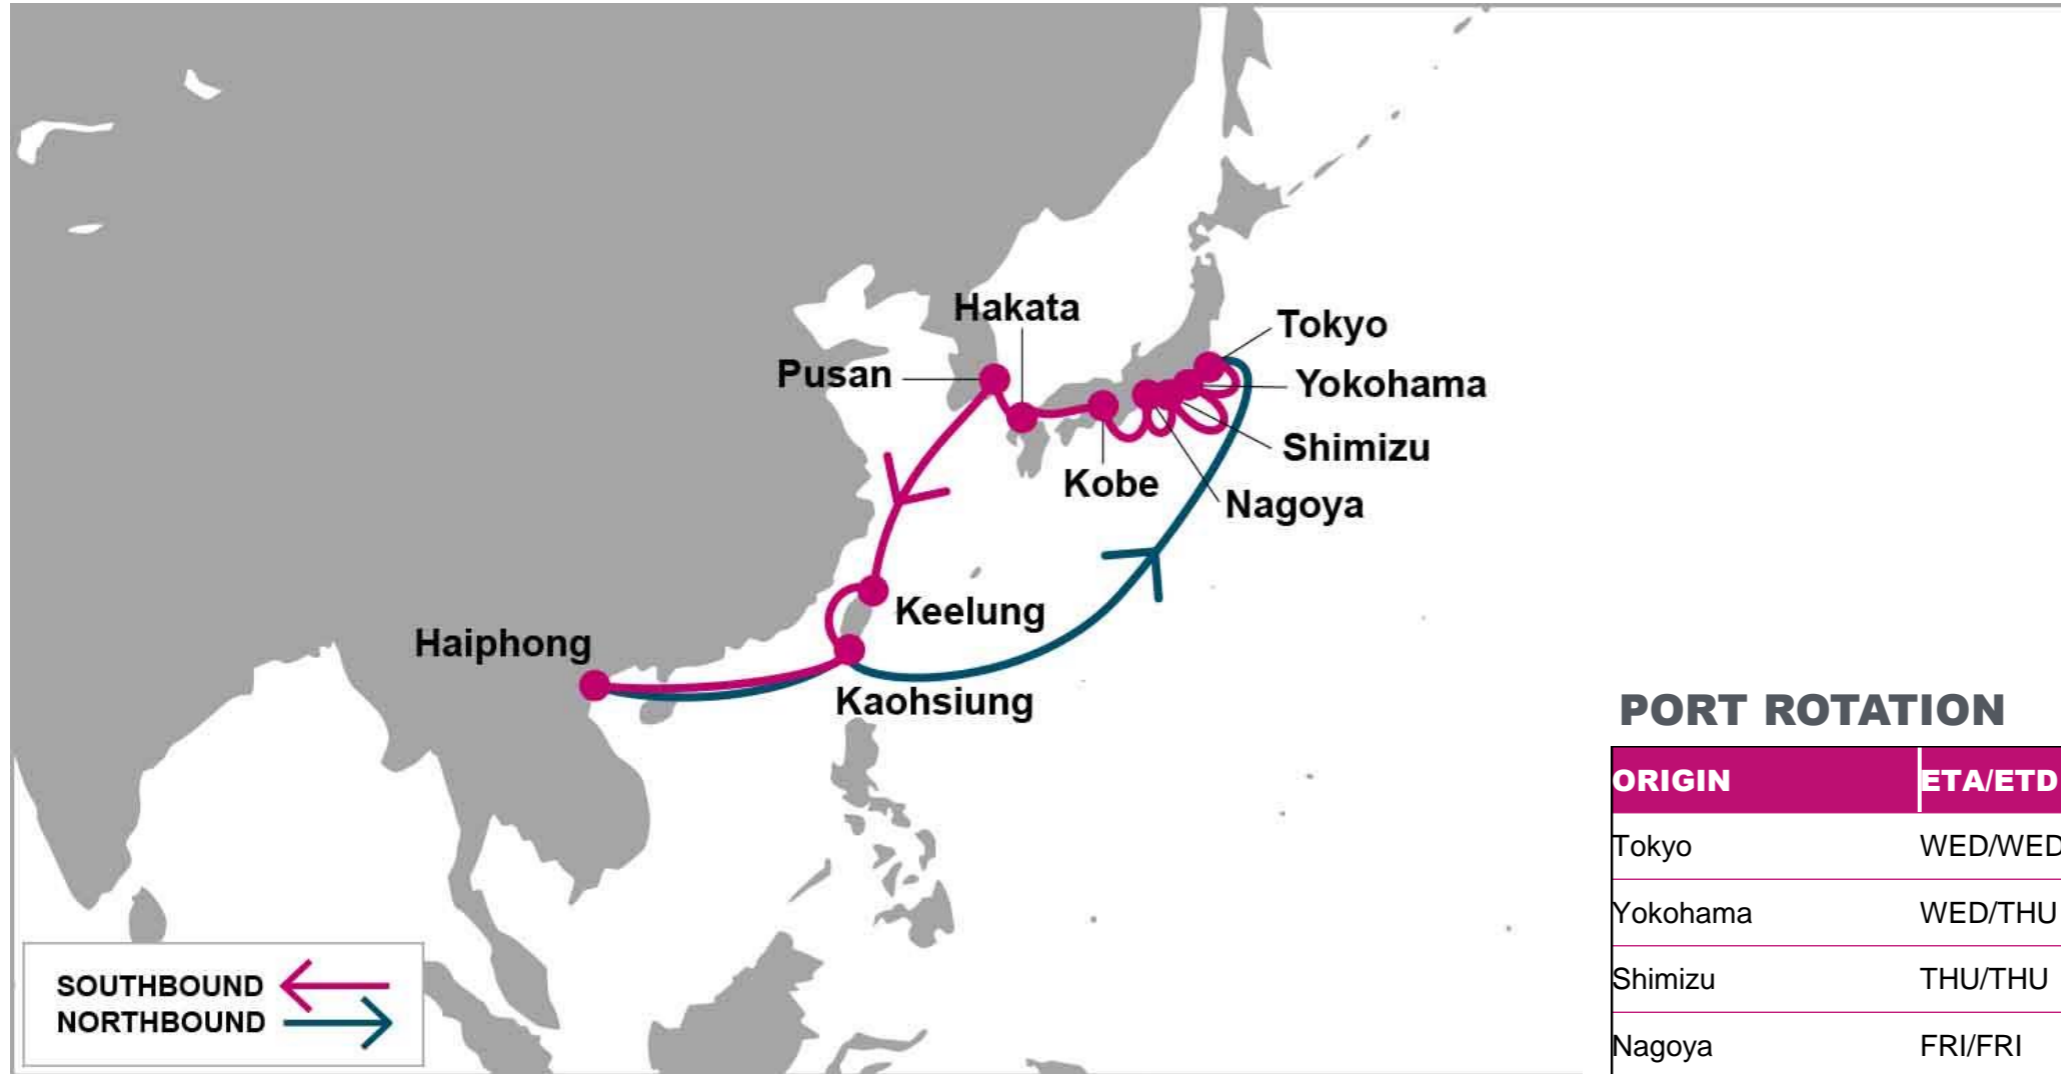 Hakata
Tokyo
Pusan
Yokohama
Shimizu
Kobe
Nagoya
Keelung
Haiphong
Kaohsiung
SOUTHBOUND
NORTHBOUND
PORT ROTATION
ORIGIN ETA/ETD
Tokyo WED/WED
Yokohama WED/THU
Shimizu THU/THU
Nagoya FRI/FRI